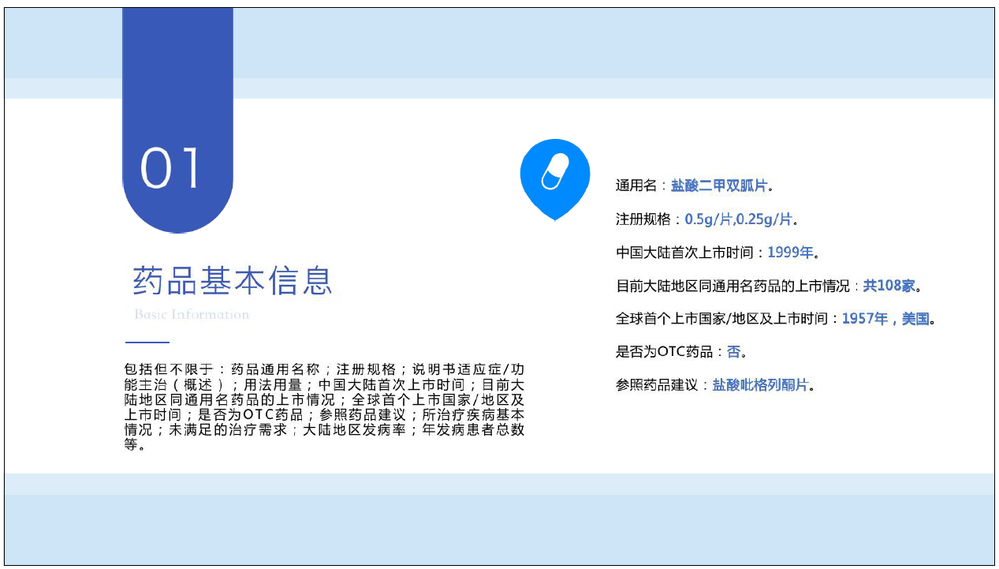 01
药品基本信息
Basic Information
包括但不限于：药品通用名称；注册规格；说明书适应症/功
能主治（概述）；用法用量；中国大陆首次上市时间；目前大
陆地区同通用名药品的上市情况；全球首个上市国家/地区及
上市时间；是否为OTC药品；参照药品建议；所治疗疾病基本
情况；未满足的治疗需求；大陆地区发病率；年发病患者总数
等。
通用名：盐酸二甲双胍片。
注册规格：0.5g/片,0.25g/片。
中国大陆首次上市时间：1999年。
目前大陆地区同通用名药品的上市情况：共108家。
全球首个上市国家/地区及上市时间：1957年，美国。
是否为OTC药品：否。
参照药品建议：盐酸吡格列酮片。